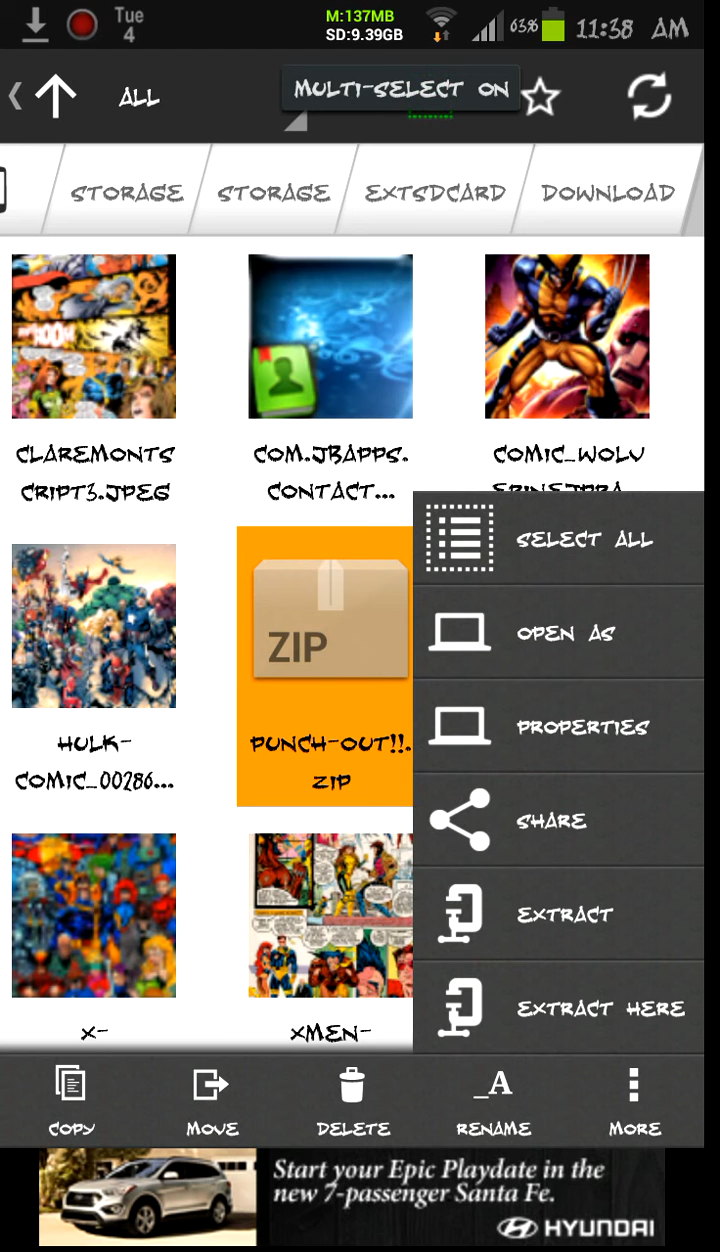 Tue
4
M:137MB
SD:9.39GB
63%
11:38 AM
ALL
MULTI-SELECT ON
STORAGE
STORAGE
EXTSDCARD
DOWNLOAD
CLAREMONTS
CRIPT3.JPEG
COM.JBAPPS.
CONTACT...
COMIC_WOLV
HULK-
COMIC_00286...
ZIP
PUNCH-OUT!!.
ZIP
X-
XMEN-
SELECT ALL
OPEN AS
PROPERTIES
SHARE
EXTRACT
EXTRACT HERE
COPY
MOVE
DELETE
_A
RENAME
MORE
Start your Epic Playdate in the
new 7-passenger Santa Fe.
HYUNDAI